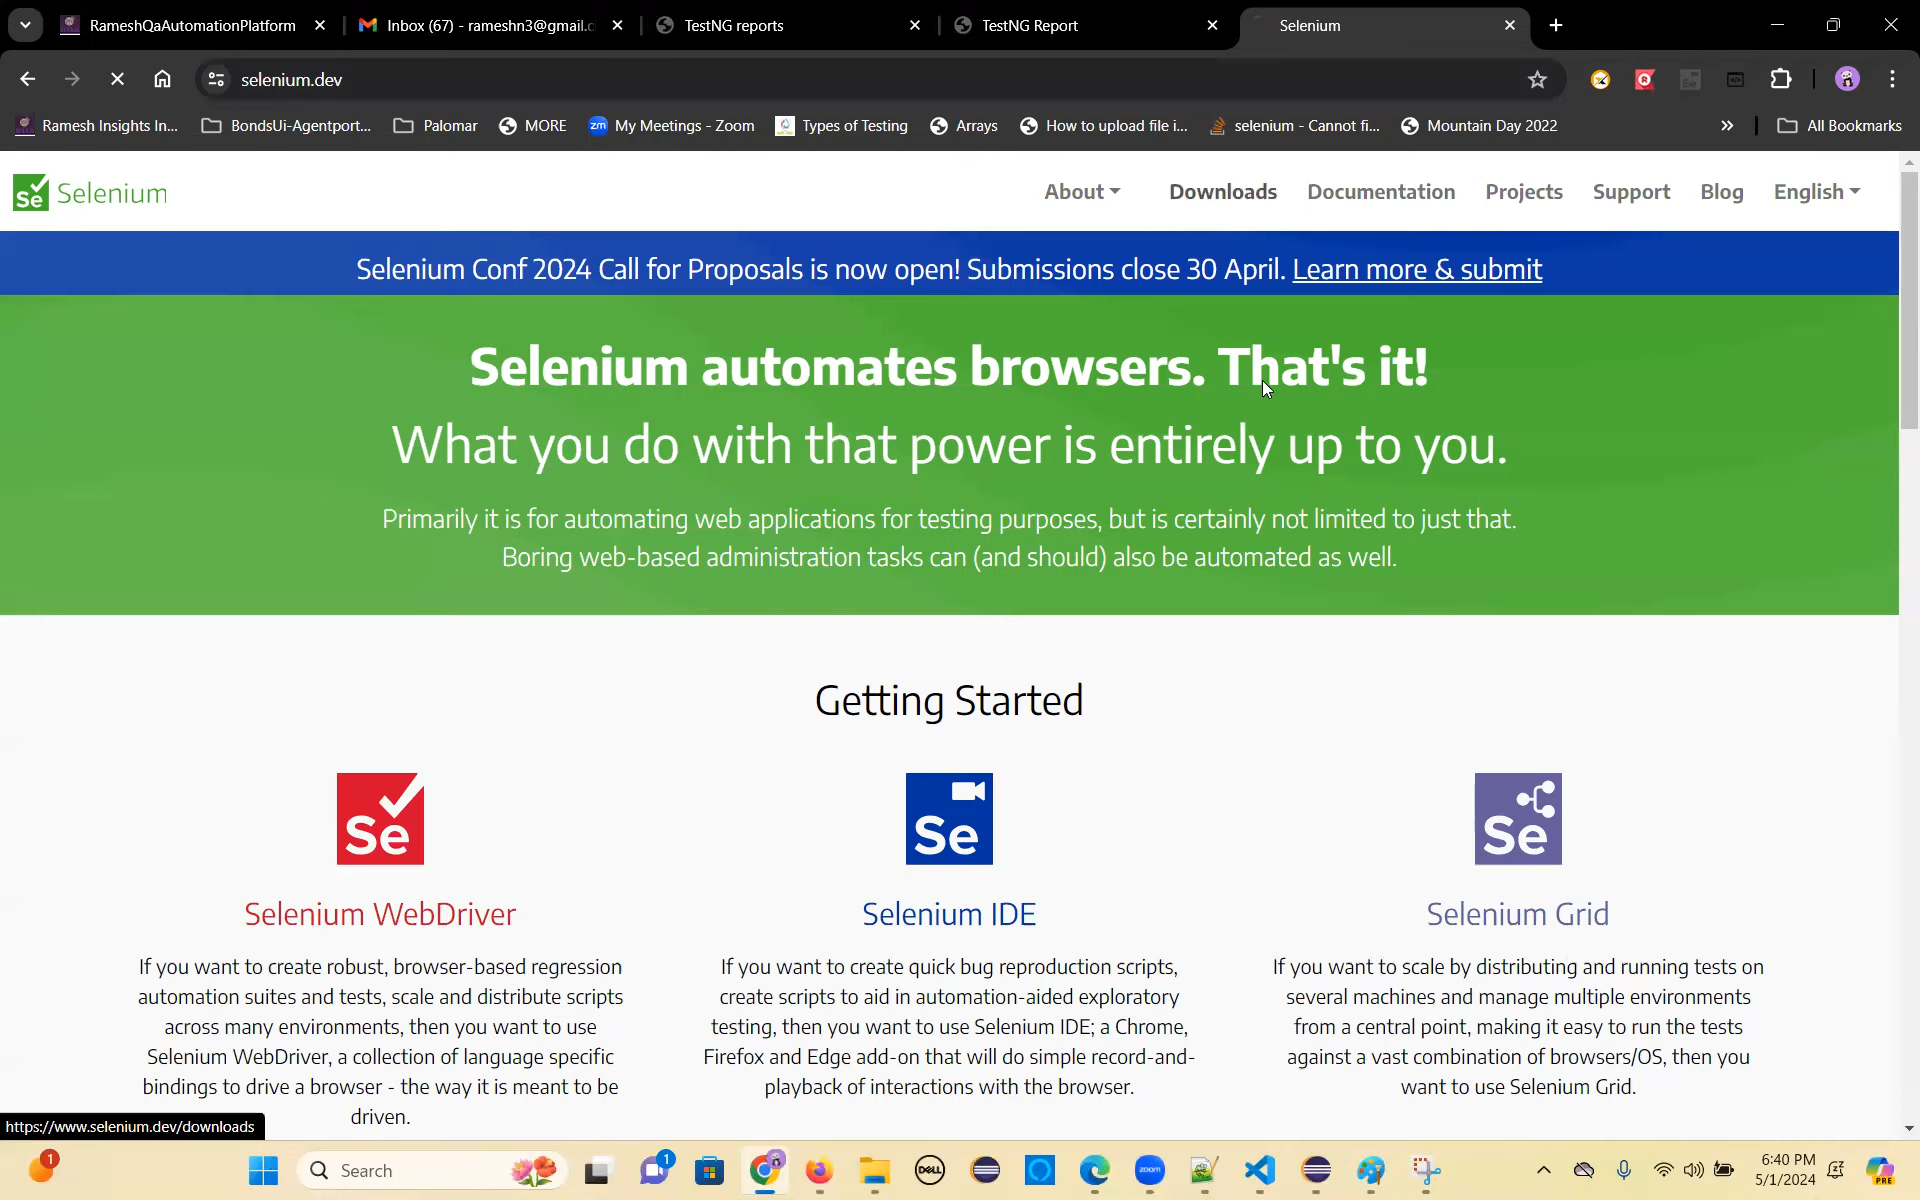 RameshQaAutomationPlatform
Inbox (67) - rameshn3@gmail.c
TestNG reports
TestNG Report
Selenium
selenium.dev
Ramesh Insights In...
BondsUi-Agentport...
Palomar
MORE
My Meetings - Zoom
Types of Testing
Arrays
How to upload file i...
selenium - Cannot fi...
Mountain Day 2022
All Bookmarks
Se Selenium
About
Downloads
Documentation
Projects
Support
Blog
English
Selenium Conf 2024 Call for Proposals is now open! Submissions close 30 April. Learn more & submit
Selenium automates browsers. That's it!
What you do with that power is entirely up to you.
Primarily it is for automating web applications for testing purposes, but is certainly not limited to just that.
Boring web-based administration tasks can (and should) also be automated as well.
Getting Started
Se
Selenium WebDriver
If you want to create robust, browser-based regression
automation suites and tests, scale and distribute scripts
across many environments, then you want to use
Selenium WebDriver, a collection of language specific
bindings to drive a browser - the way it is meant to be
driven.
Se
Selenium IDE
If you want to create quick bug reproduction scripts,
create scripts to aid in automation-aided exploratory
testing, then you want to use Selenium IDE; a Chrome,
Firefox and Edge add-on that will do simple record-and-
playback of interactions with the browser.
Se
Selenium Grid
If you want to scale by distributing and running tests on
several machines and manage multiple environments
from a central point, making it easy to run the tests
against a vast combination of browsers/OS, then you
want to use Selenium Grid.
https://www.selenium.dev/downloads
1
Search
1
DELL
zoom
6:40 PM
5/1/2024
PRE